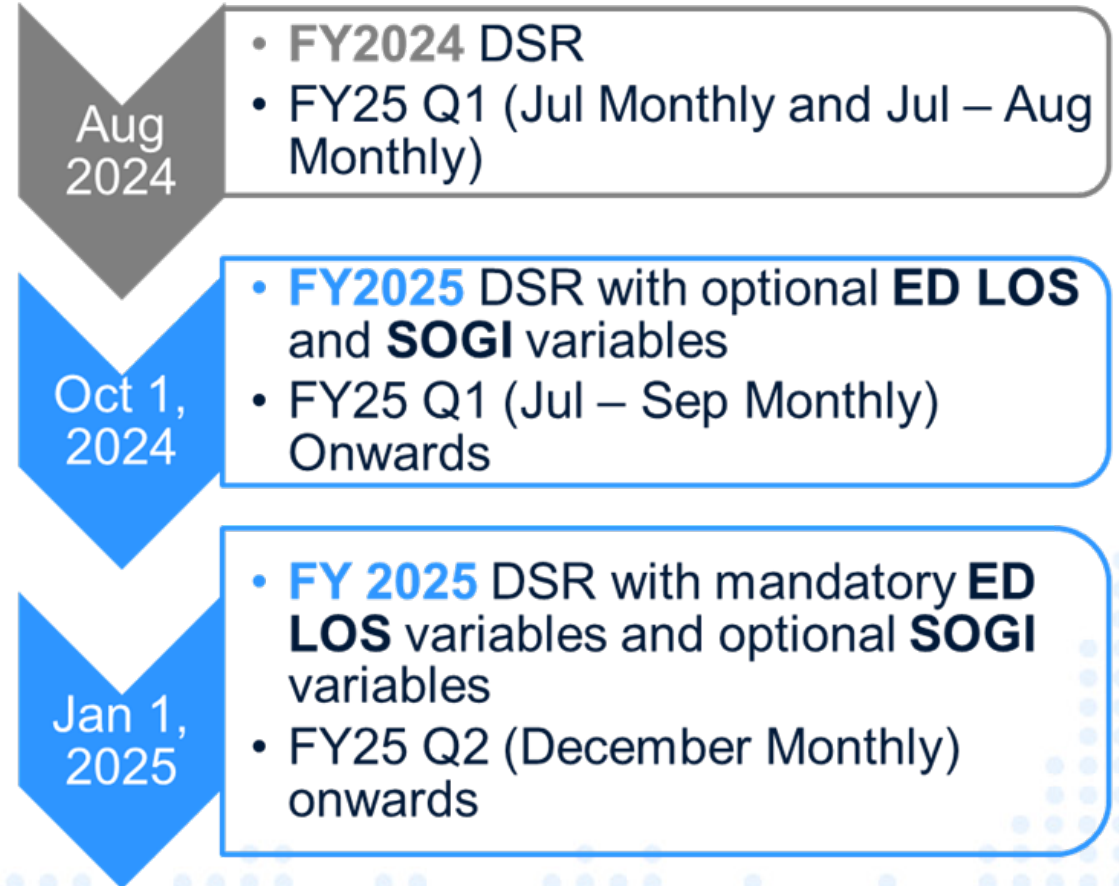 Aug
2024
• FY2024 DSR
• FY25 Q1 (Jul Monthly and Jul – Aug
Monthly)
Oct 1,
2024
• FY2025 DSR with optional ED LOS
and SOGI variables
• FY25 Q1 (Jul – Sep Monthly)
Onwards
Jan 1,
2025
• FY 2025 DSR with mandatory ED
LOS variables and optional SOGI
variables
• FY25 Q2 (December Monthly)
onwards